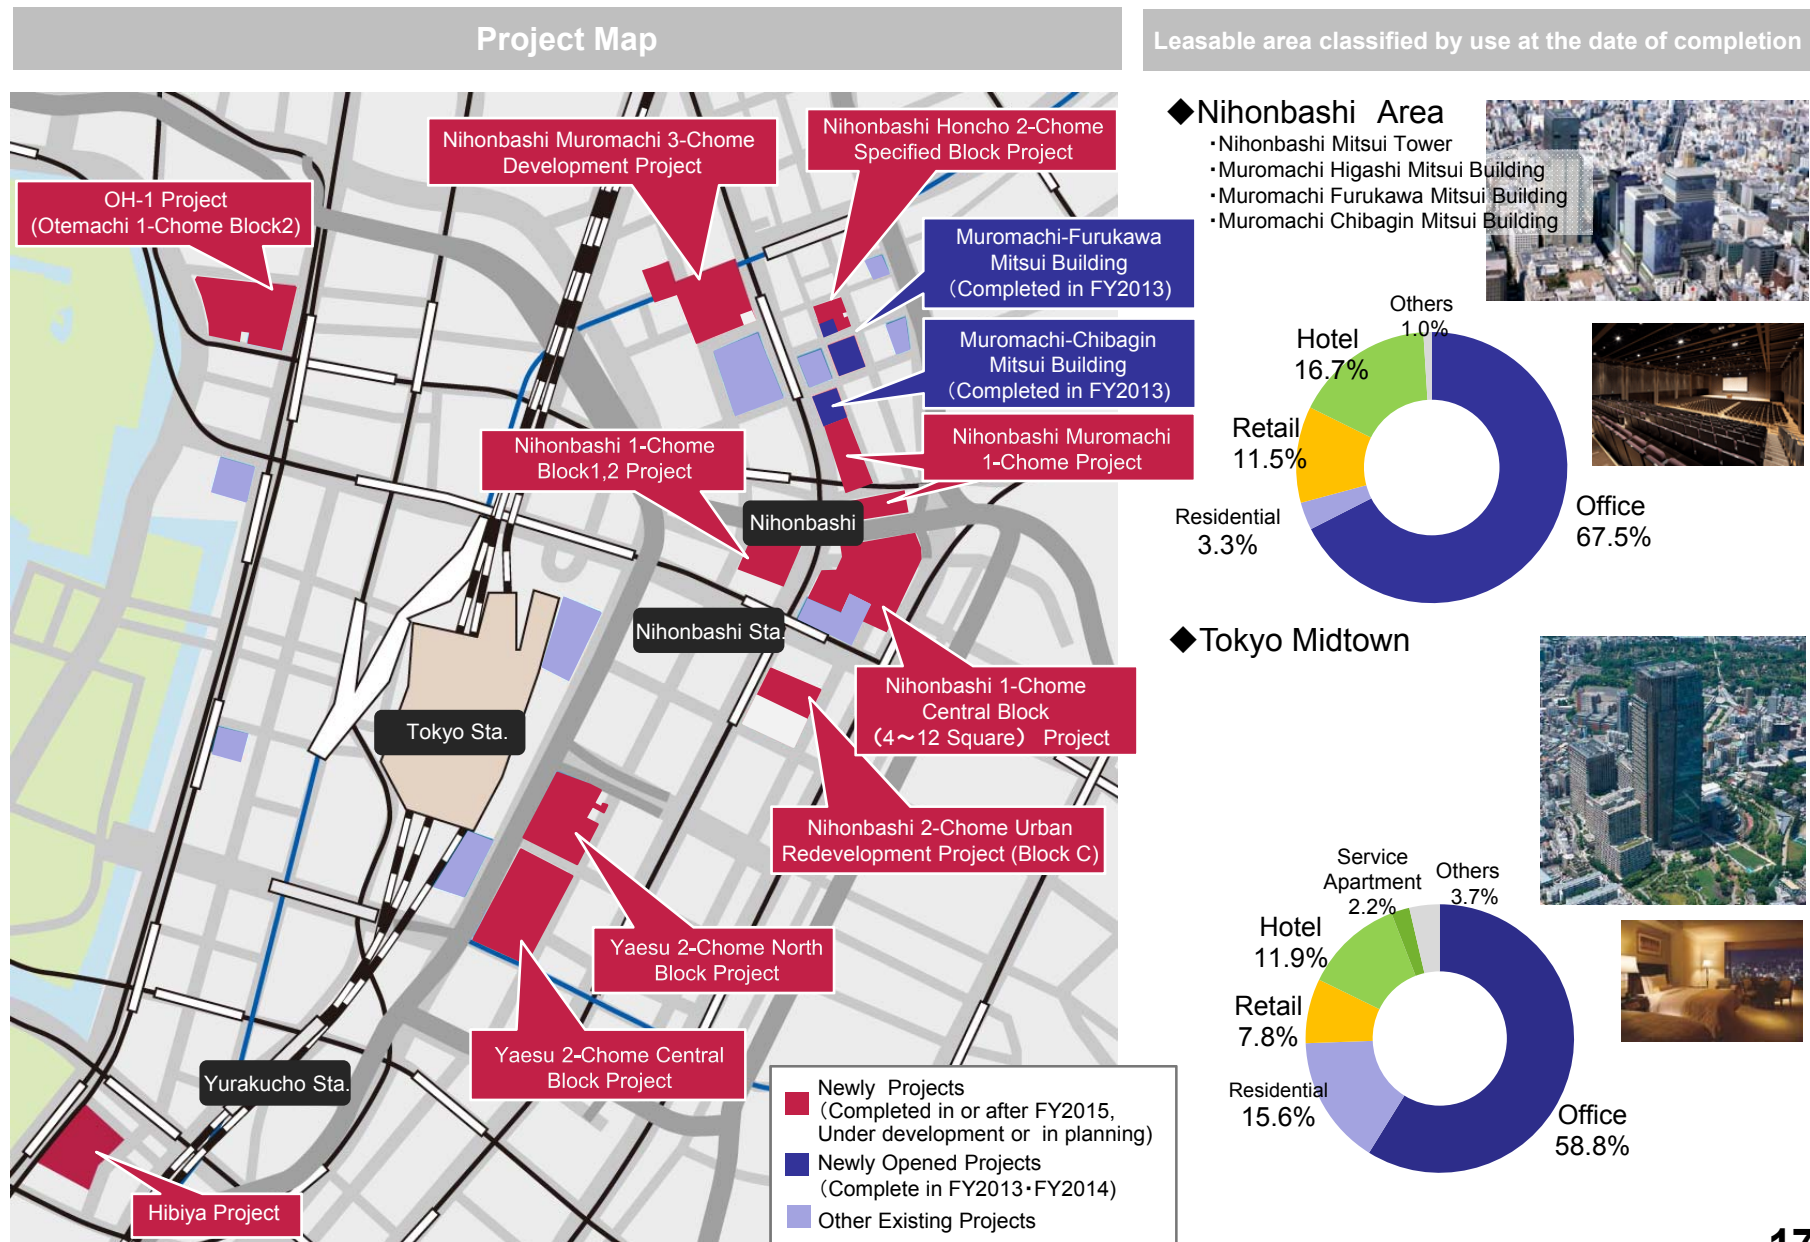 Project Map
Leasable area classified by use at the date of completion
OH-1 Project
(Otemachi 1-Chome Block2)
Nihonbashi Muromachi 3-Chome
Development Project
Nihonbashi Honcho 2-Chome
Specified Block Project
Muromachi-Furukawa
Mitsui Building
(Completed in FY2013)
Muromachi-Chibagin
Mitsui Building
(Completed in FY2013)
Nihonbashi Muromachi
1-Chome Project
Nihonbashi 1-Chome
Block1,2 Project
Nihonbashi
Nihonbashi Sta.
Tokyo Sta.
Nihonbashi 1-Chome
Central Block
(4～12 Square) Project
Nihonbashi 2-Chome Urban
Redevelopment Project (Block C)
Yaesu 2-Chome North
Block Project
Yaesu 2-Chome Central
Block Project
Yurakucho Sta.
Hibiya Project
Newly Projects
(Completed in or after FY2015,
Under development or in planning)
Newly Opened Projects
(Complete in FY2013・FY2014)
Other Existing Projects
◆Nihonbashi Area
・Nihonbashi Mitsui Tower
・Muromachi Higashi Mitsui Building
・Muromachi Furukawa Mitsui Building
・Muromachi Chibagin Mitsui Building
Others
1.0%
Hotel
16.7%
Retail
11.5%
Residential
3.3%
Office
67.5%
◆Tokyo Midtown
Service
Apartment
2.2%
Others
3.7%
Hotel
11.9%
Retail
7.8%
Residential
15.6%
Office
58.8%
17